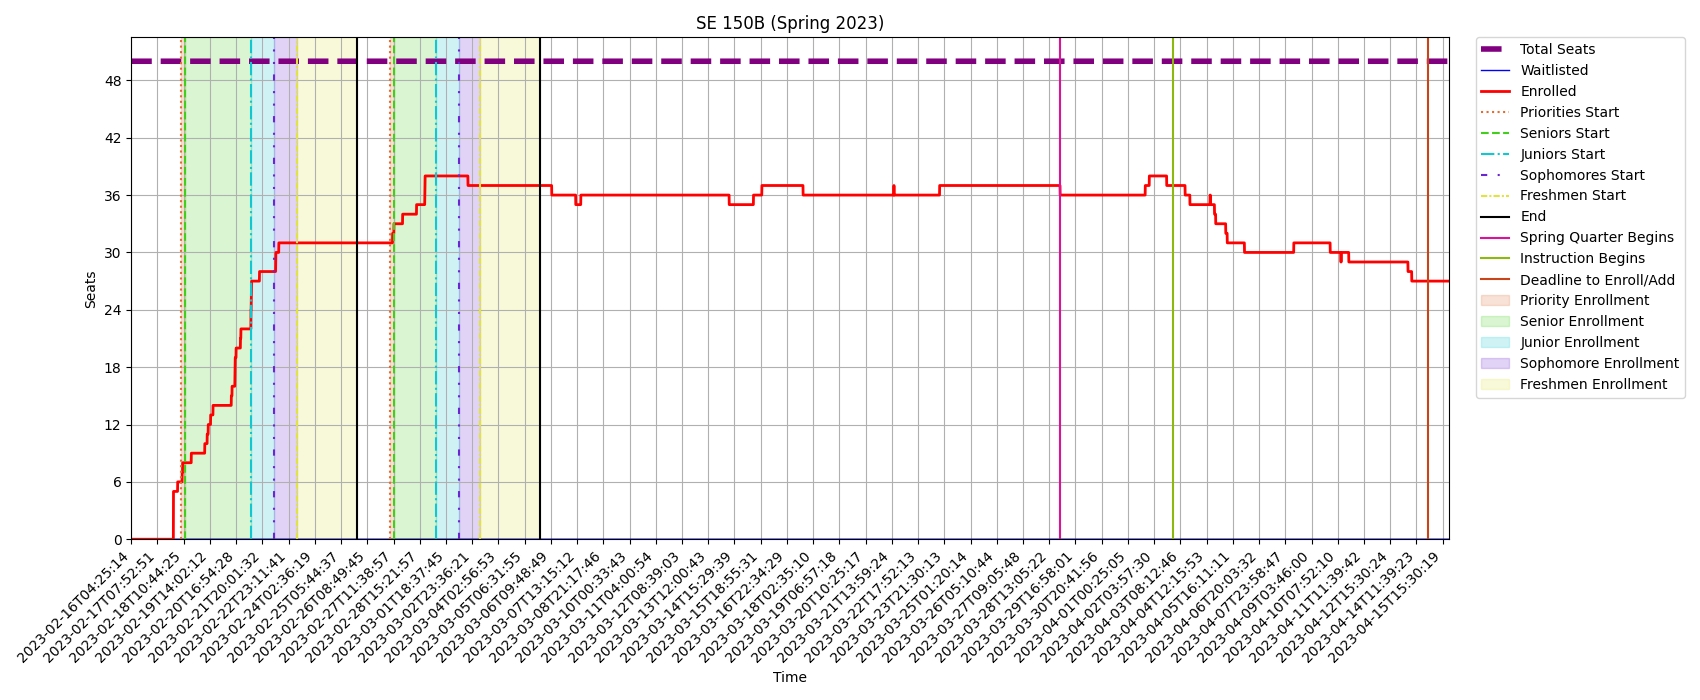 SE 150B (Spring 2023)
Seats
48
42
36
30
24
18
12
6
0
2023-02-16T04:25:14
2023-02-17T07:52:51
2023-02-18T10:44:25
2023-02-19T14:02:12
2023-02-20T16:54:28
2023-02-21T20:01:32
2023-02-22T23:11:41
2023-02-24T02:36:19
2023-02-25T05:44:37
2023-02-26T08:49:45
2023-02-27T11:38:57
2023-02-28T15:21:57
2023-03-01T18:37:45
2023-03-02T23:36:21
2023-03-04T02:56:53
2023-03-05T06:31:55
2023-03-06T09:48:49
2023-03-07T13:15:12
2023-03-08T21:17:46
2023-03-10T00:33:43
2023-03-11T04:00:54
2023-03-12T08:39:03
2023-03-13T12:00:43
2023-03-14T15:29:39
2023-03-15T18:55:31
2023-03-16T22:34:29
2023-03-18T02:35:10
2023-03-19T06:57:18
2023-03-20T10:25:17
2023-03-21T13:59:24
2023-03-22T17:52:13
2023-03-23T21:30:13
2023-03-25T01:20:14
2023-03-26T05:10:44
2023-03-27T09:05:48
2023-03-28T13:05:22
2023-03-29T16:58:01
2023-03-30T20:41:56
2023-04-01T00:25:05
2023-04-02T03:57:30
2023-04-03T08:12:46
2023-04-04T12:15:53
2023-04-05T16:11:11
2023-04-06T20:03:32
2023-04-07T23:58:47
2023-04-09T03:46:00
2023-04-10T07:52:10
2023-04-11T11:39:42
2023-04-12T15:30:24
2023-04-14T11:39:23
2023-04-15T15:30:19
Time
Total Seats
Waitlisted
Enrolled
Priorities Start
Seniors Start
Juniors Start
Sophomores Start
Freshmen Start
End
Spring Quarter Begins
Instruction Begins
Deadline to Enroll/Add
Priority Enrollment
Senior Enrollment
Junior Enrollment
Sophomore Enrollment
Freshmen Enrollment